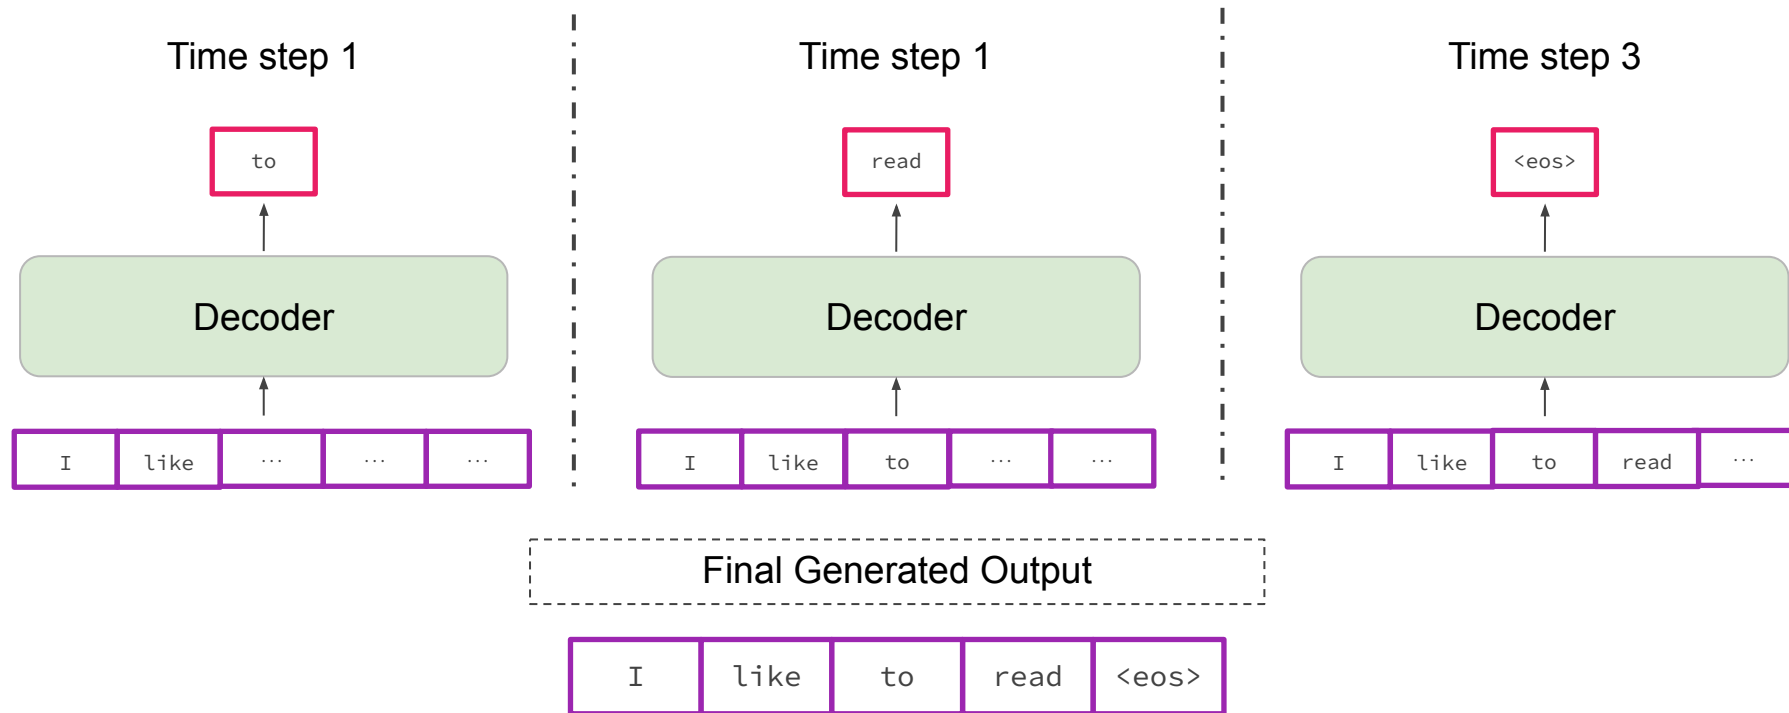 Time step 1
Time step 1
Time step 3
to
read
<eos>
Decoder
Decoder
Decoder
I like ... ... ...
I like to ... ...
I like to read ...
Final Generated Output
I like to read <eos>